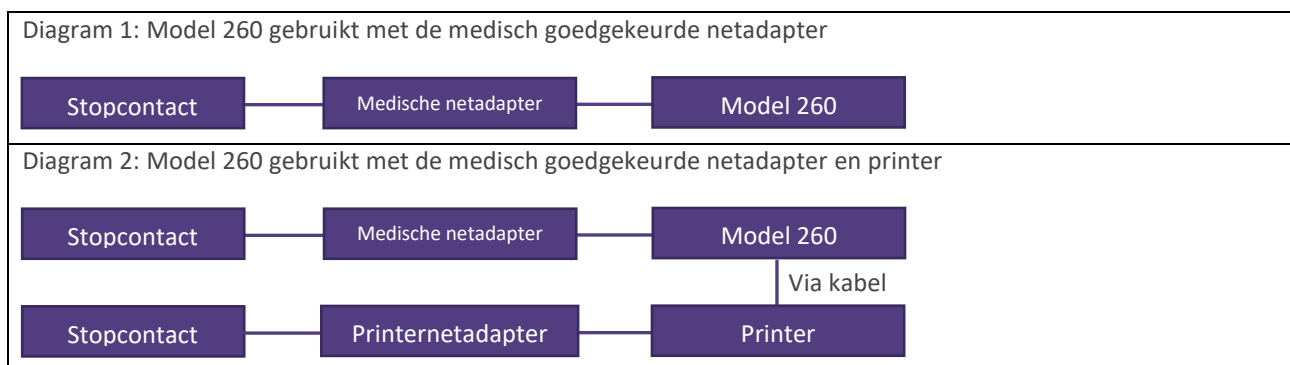 Diagram 1: Model 260 gebruikt met de medisch goedgekeurde netadapter
Stopcontact Medische netadapter Model 260
Diagram 2: Model 260 gebruikt met de medisch goedgekeurde netadapter en printer
Stopcontact Medische netadapter Model 260
Via kabel
Stopcontact Printernetadapter Printer